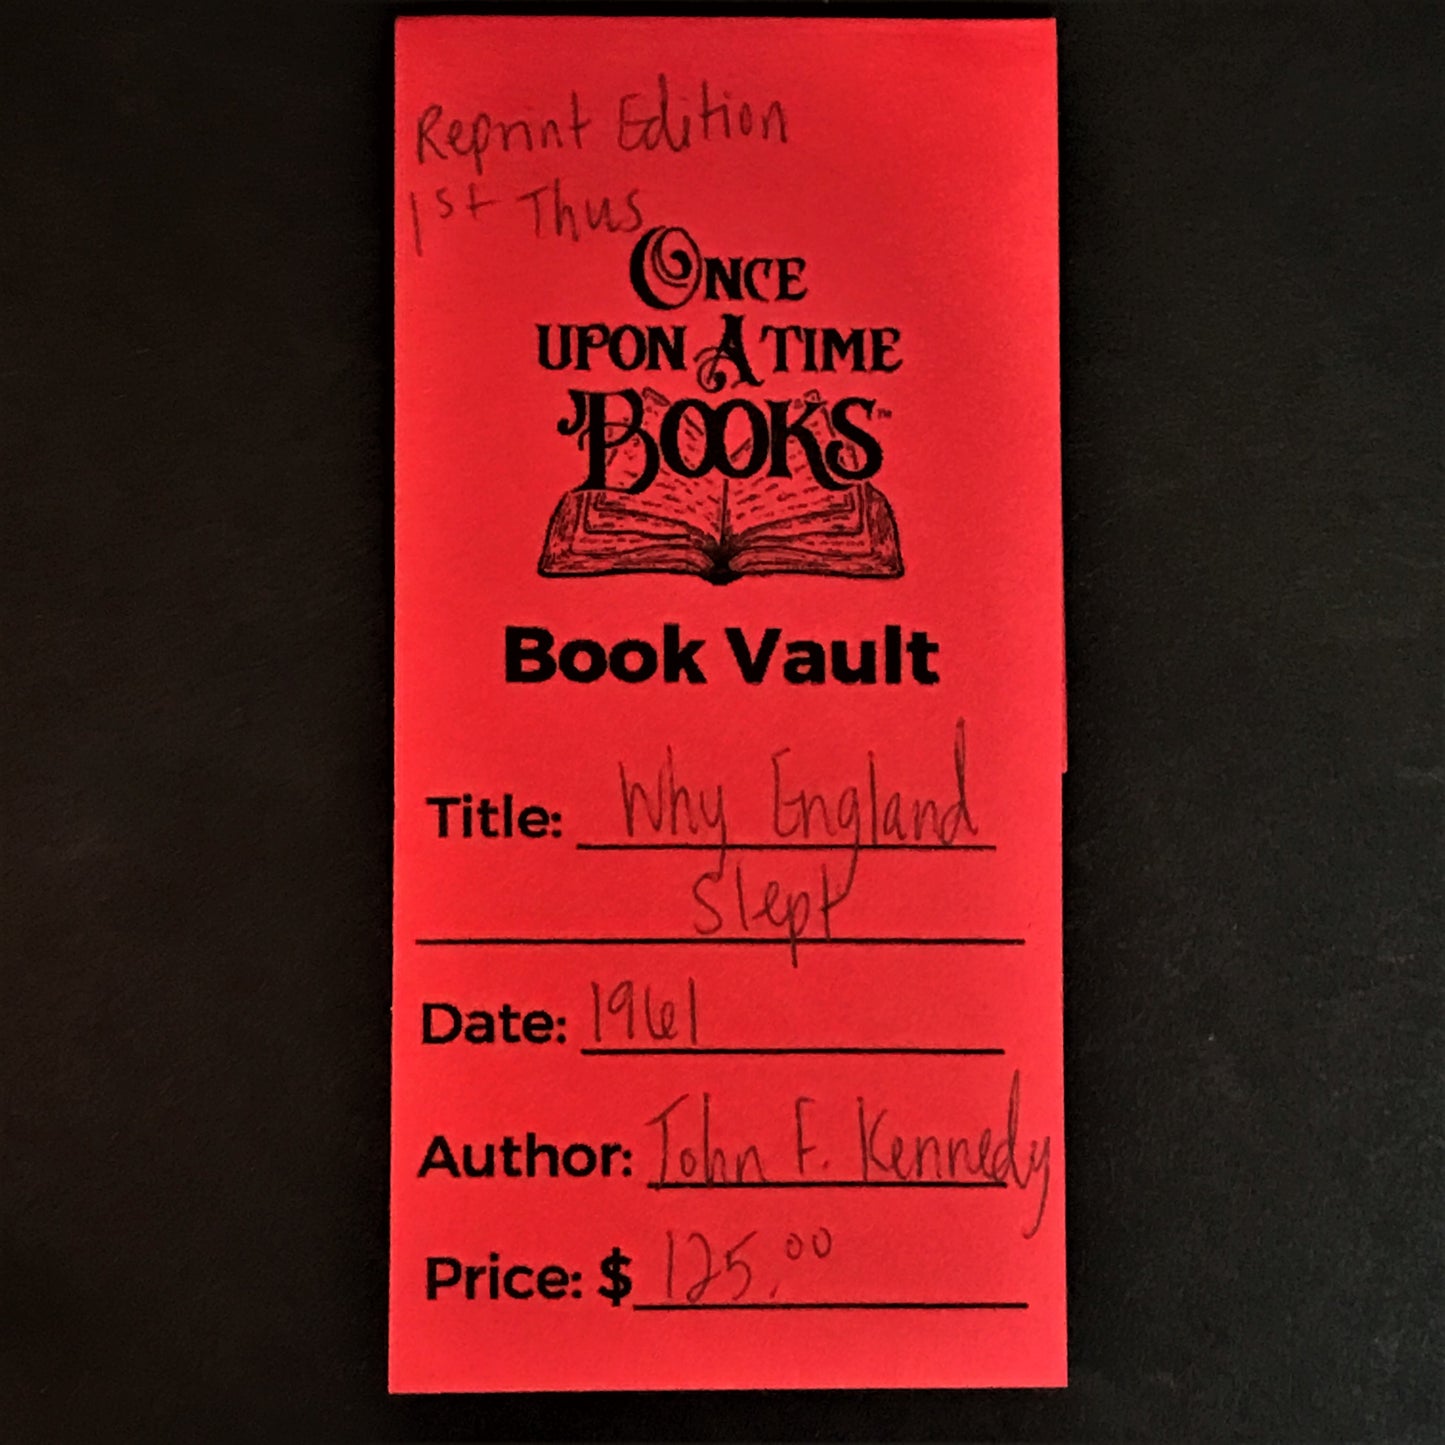 Reprint Edition
1st Thus
ONCE
UPON A TIME
BOOKS™
Book Vault
Title: Why England
Slept
Date: 1961
Author: John F. Kennedy
Price: $ 125.00